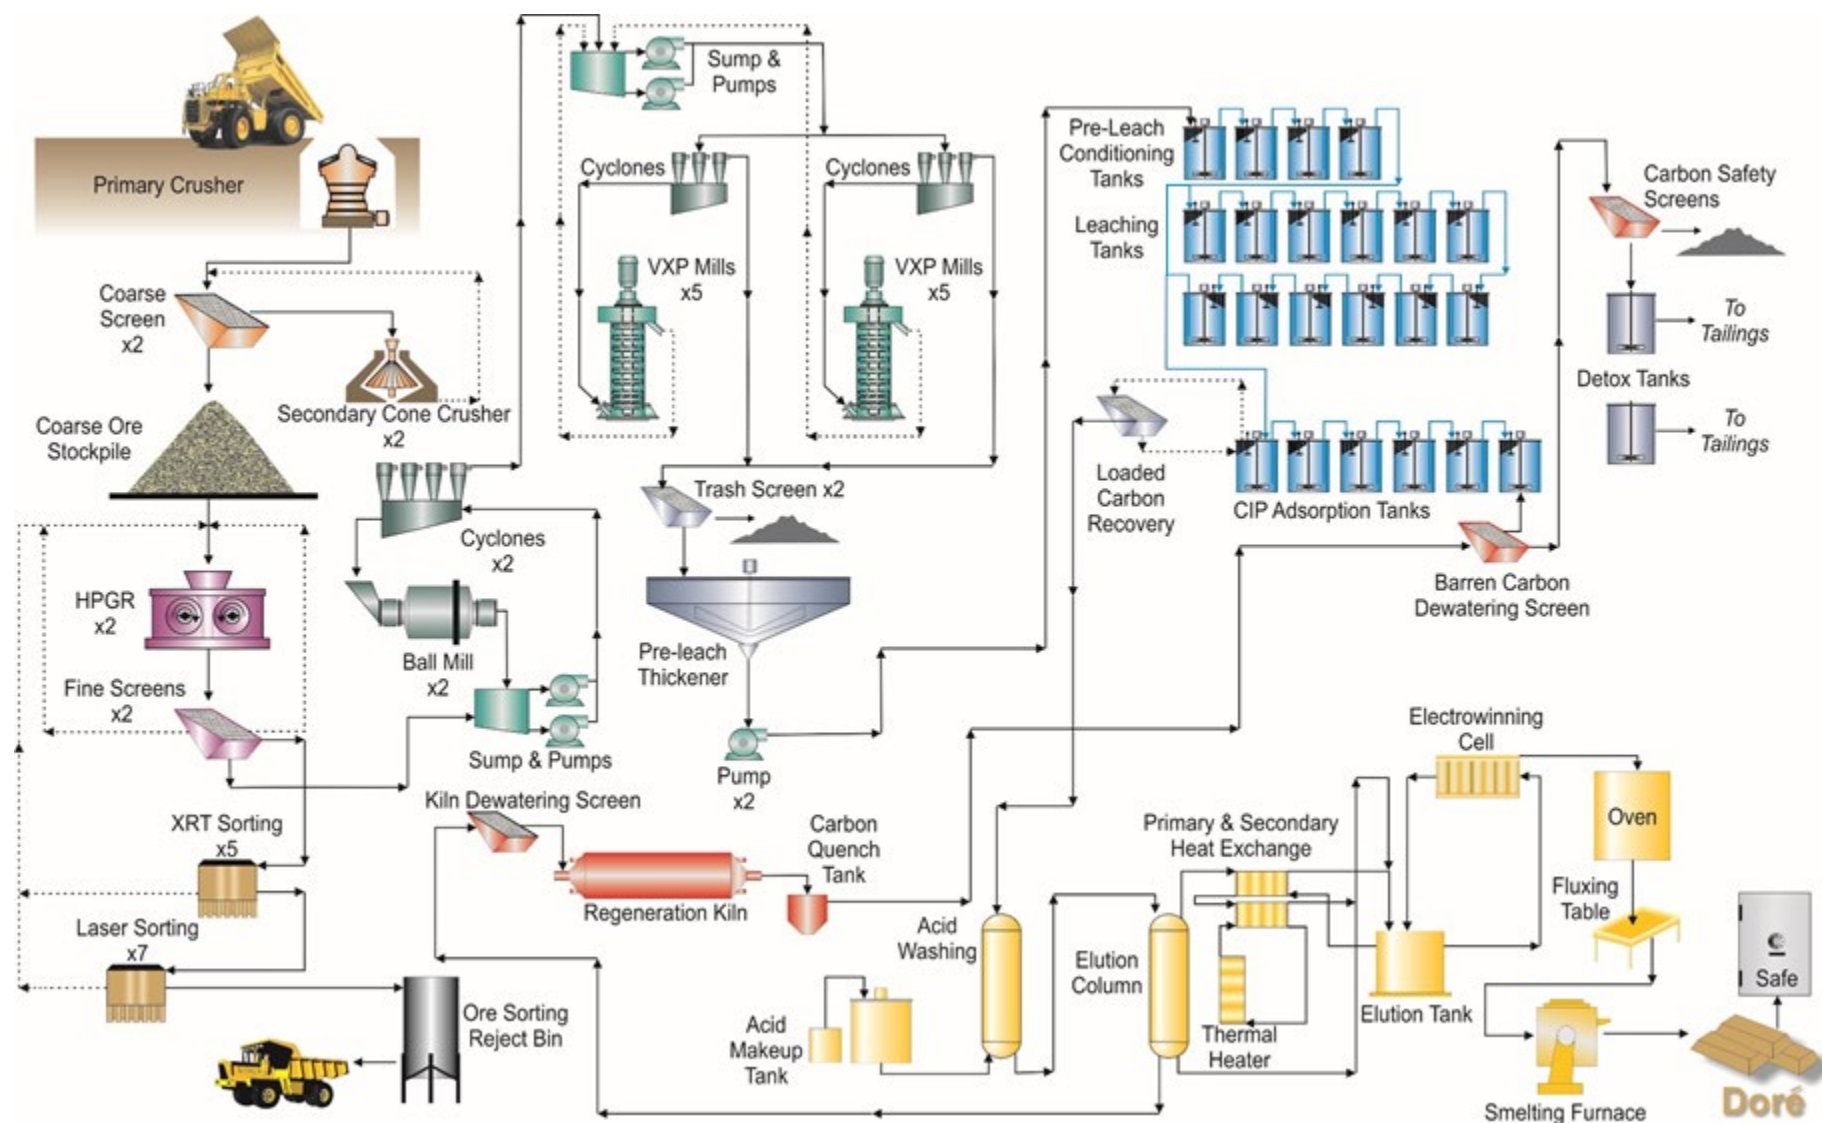 Primary Crusher
Coarse
Screen
x2
Secondary Cone Crusher
x2
Coarse Ore
Stockpile
HPGR
x2
Fine Screens
x2
XRT Sorting
x5
Laser Sorting
x7
Ore Sorting
Reject Bin
Cyclones
x2
Ball Mill
x2
Sump & Pumps
Sump &
Pumps
Cyclones
VXP Mills
x5
Cyclones
VXP Mills
x5
Trash Screen x2
Pre-leach
Thickener
Pump
x2
Pre-Leach
Conditioning
Tanks
Leaching
Tanks
Loaded
Carbon
Recovery
CIP Adsorption Tanks
Barren Carbon
Dewatering Screen
Carbon Safety
Screens
To
Tailings
Detox Tanks
To
Tailings
Kiln Dewatering Screen
Regeneration Kiln
Carbon
Quench
Tank
Acid
Makeup
Tank
Acid
Washing
Elution
Column
Primary & Secondary
Heat Exchange
Thermal
Heater
Elution Tank
Electrowinning
Cell
Oven
Fluxing
Table
Smelting Furnace
Safe
Doré